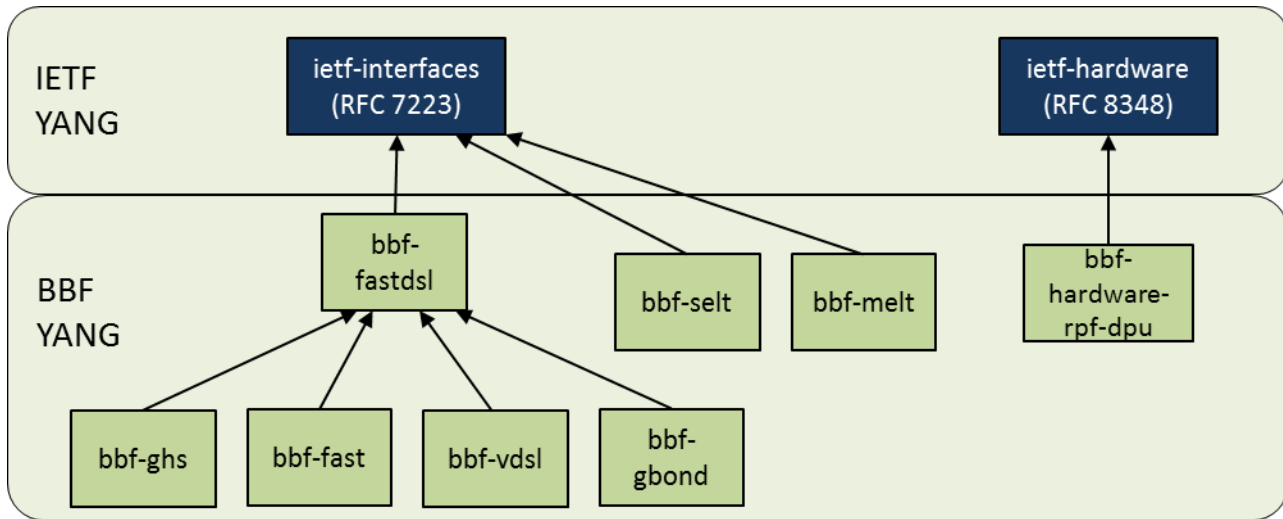 IETF
YANG
ietf-interfaces
(RFC 7223)
ietf-hardware
(RFC 8348)
BBF
YANG
bbf-
fastdsl
bbf-selt
bbf-melt
bbf-
hardware-
rpf-dpu
bbf-ghs
bbf-fast
bbf-vdsl
bbf-
gbond